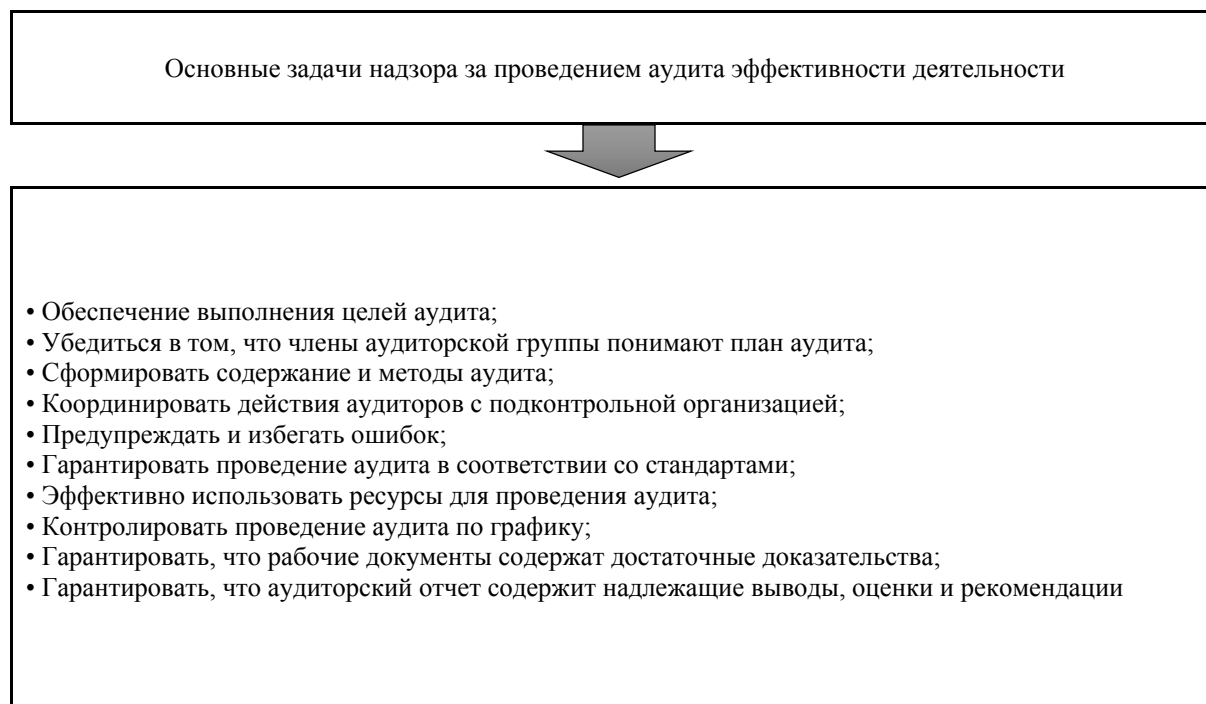 Основные задачи надзора за проведением аудита эффективности деятельности
• Обеспечение выполнения целей аудита;
• Убедиться в том, что члены аудиторской группы понимают план аудита;
• Сформировать содержание и методы аудита;
• Координировать действия аудиторов с подконтрольной организацией;
• Предупреждать и избегать ошибок;
• Гарантировать проведение аудита в соответствии со стандартами;
• Эффективно использовать ресурсы для проведения аудита;
• Контролировать проведение аудита по графику;
• Гарантировать, что рабочие документы содержат достаточные доказательства;
• Гарантировать, что аудиторский отчет содержит надлежащие выводы, оценки и рекомендации